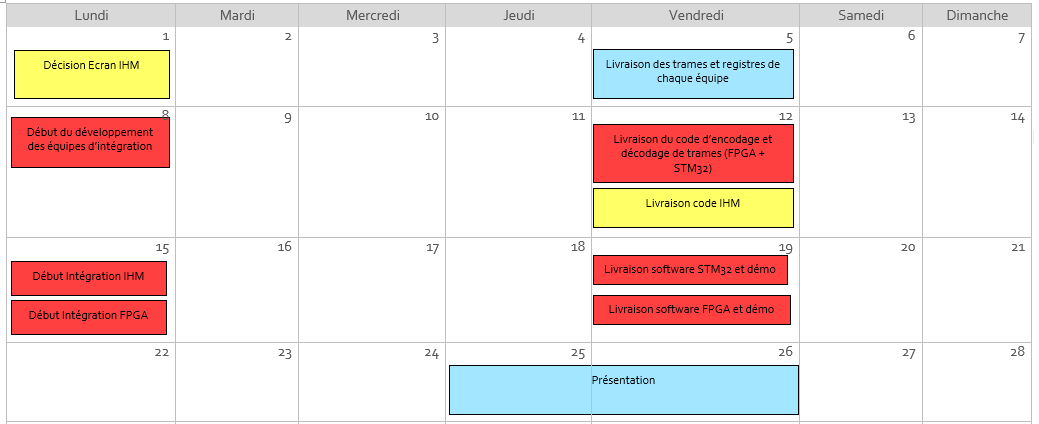 Lundi Mardi Mercredi Jeudi Vendredi Samedi Dimanche
1 2 3 4 5 6 7
Décision Ecran IHM
Livraison des trames et registres de
chaque équipe
8 9 10 11 12 13 14
Début du développement
des équipes d'intégration
Livraison du code d'encodage et
décodage de trames (FPGA +
STM32)
Livraison code IHM
15 16 17 18 19 20 21
Début Intégration IHM
Livraison software STM32 et démo
Début Intégration FPGA
Livraison software FPGA et démo
22 23 24 25 26 27 28
Présentation